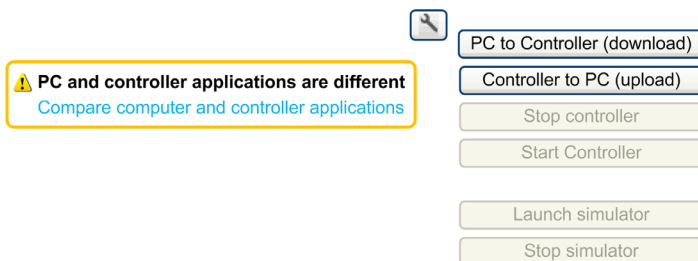 PC to Controller (download)
PC and controller applications are different
Compare computer and controller applications
Controller to PC (upload)
Stop controller
Start Controller
Launch simulator
Stop simulator